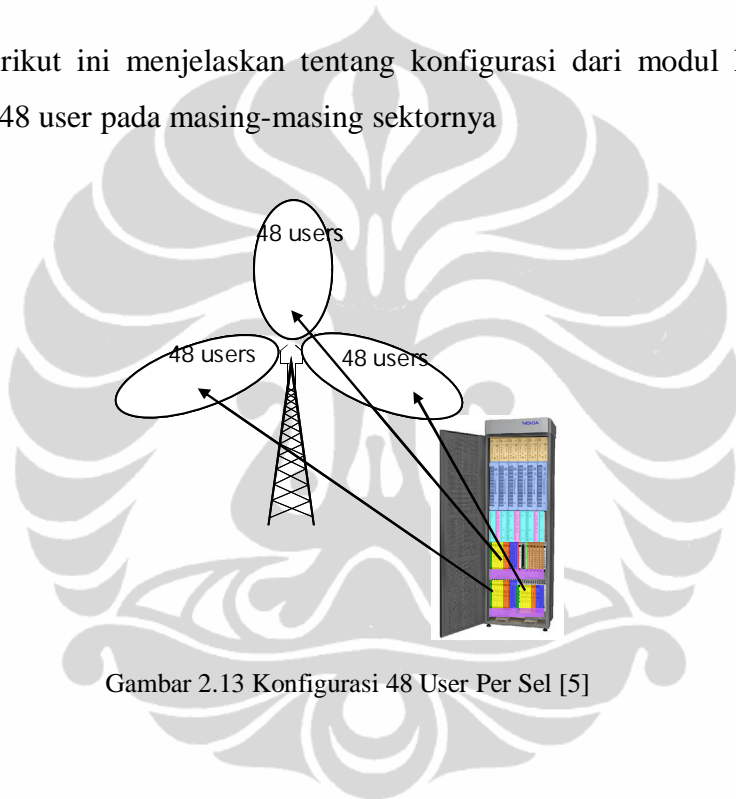 rikut ini menjelaskan tentang konfigurasi dari modul
48 user pada masing-masing sektornya
48 users
48 users
48 users
NOKIA
Gambar 2.13 Konfigurasi 48 User Per Sel [5]